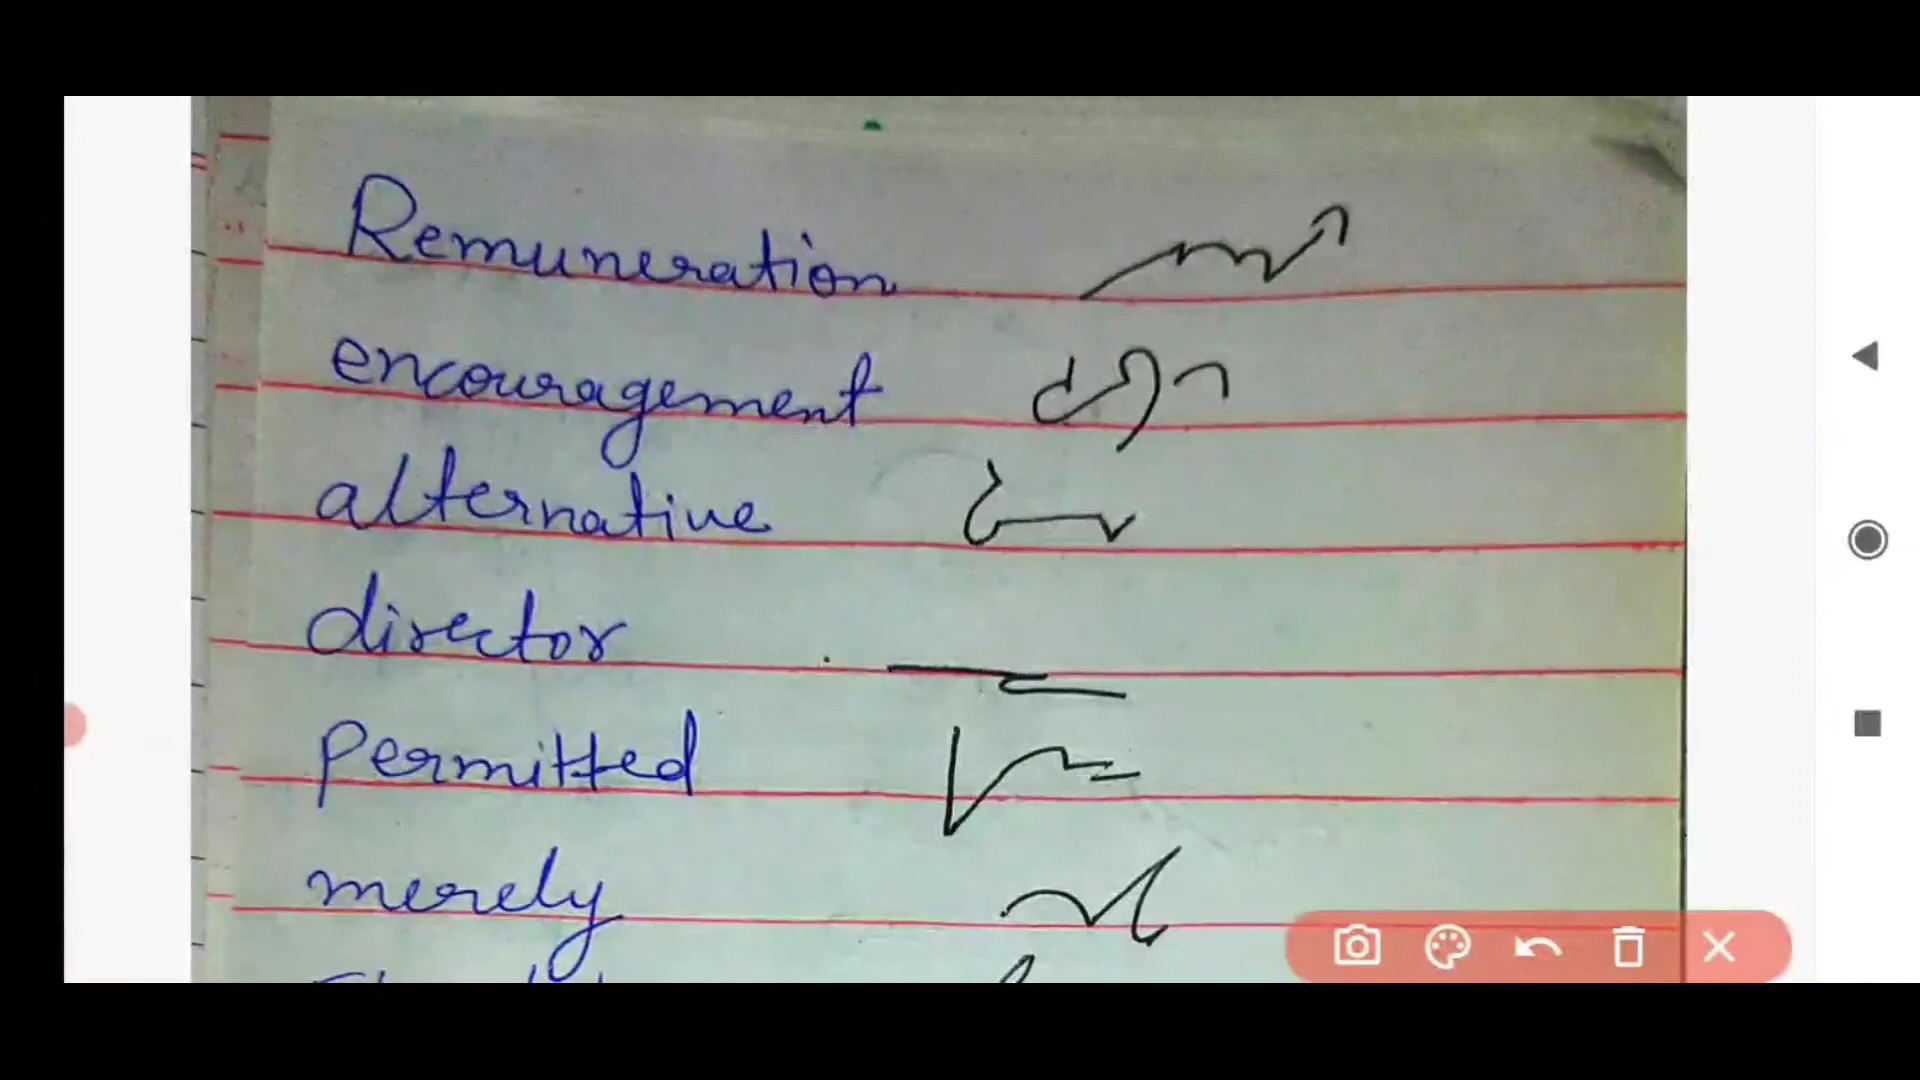 Remuneration
encouragement
alternative
director
permitted
merely